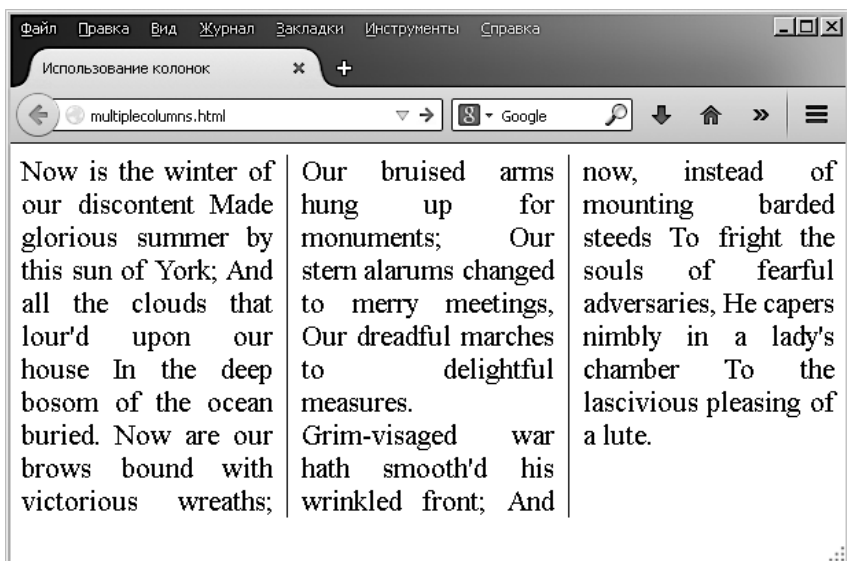 Файл Правка Вид Журнал Закладки Инструменты Справка
Использование колонок
multiplecolumns.html
8 Google
Now is the winter of
our discontent Made
glorious summer by
this sun of York; And
all the clouds that
lour'd upon our
house In the deep
bosom of the ocean
buried. Now are our
brows bound with
victorious wreaths;
Our bruised arms
hung up for
monuments; Our
stern alarums changed
to merry meetings,
Our dreadful marches
to delightful
measures.
Grim-visaged war
hath smooth'd his
wrinkled front; And
now, instead of
mounting barded
steeds To fright the
souls of fearful
adversaries, He capers
nimbly in a lady's
chamber To the
lascivious pleasing of
a lute.